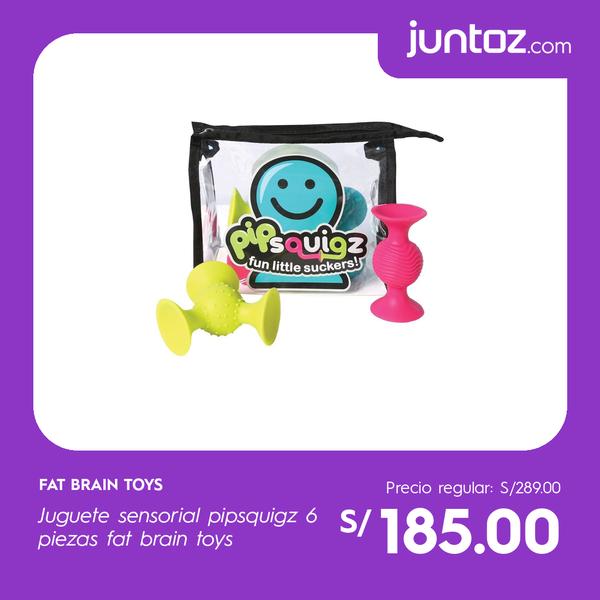 juntoz.com
pipsquigz
fun little suckers!
FAT BRAIN TOYS
Juguete sensorial pipsquigz 6
piezas fat brain toys
Precio regular: S/289.00
S/185.00